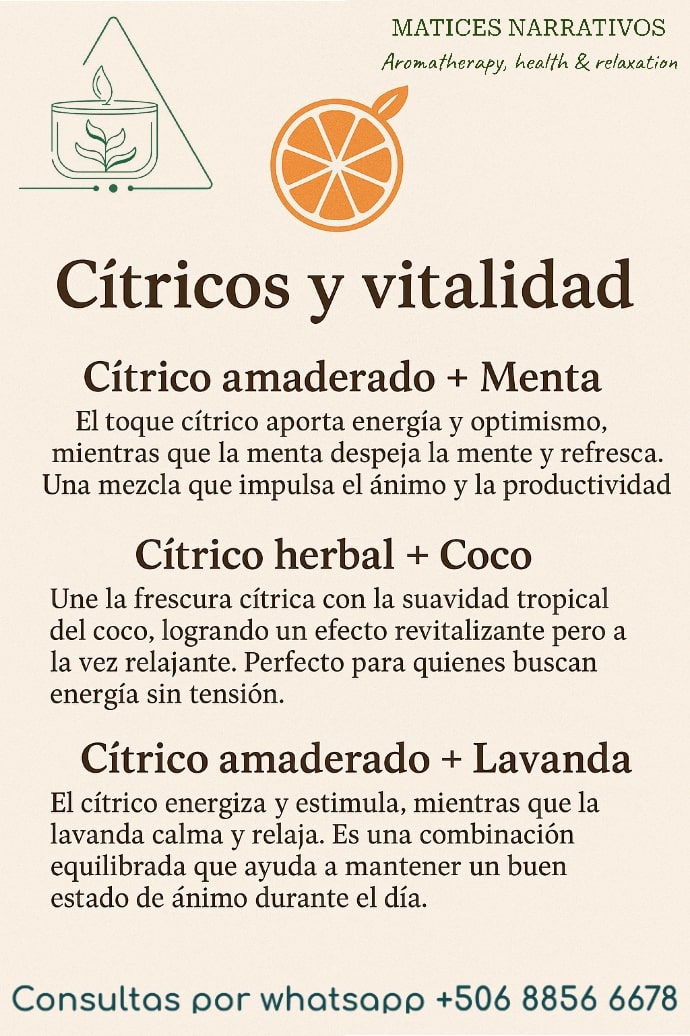 MATICES NARRATIVOS
Aromatherapy, health & relaxation
Cítricos y vitalidad
Cítrico amaderado + Menta
El toque cítrico aporta energía y optimismo,
mientras que la menta despeja la mente y refresca.
Una mezcla que impulsa el ánimo y la productividad
Cítrico herbal + Coco
Une la frescura cítrica con la suavidad tropical
del coco, logrando un efecto revitalizante pero a
la vez relajante. Perfecto para quienes buscan
energía sin tensión.
Cítrico amaderado + Lavanda
El cítrico energiza y estimula, mientras que la
lavanda calma y relaja. Es una combinación
equilibrada que ayuda a mantener un buen
estado de ánimo durante el día.
Consultas por whatsapp +506 8856 6678